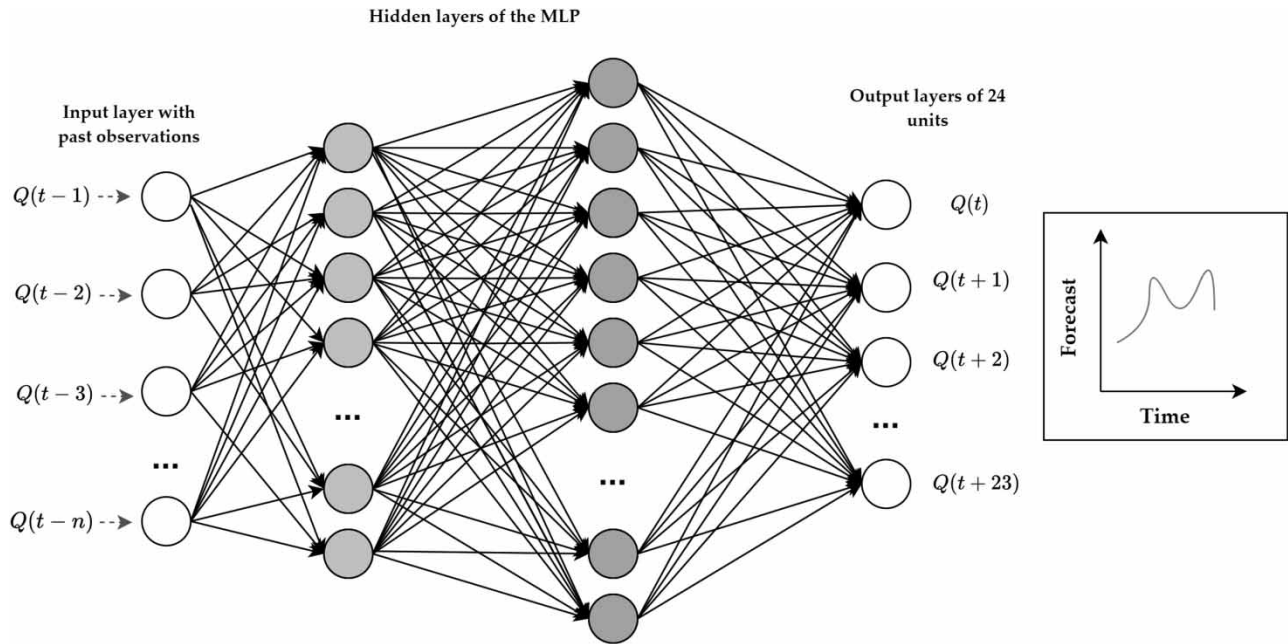 Hidden layers of the MLP
Input layer with
past observations
Output layers of 24
units
Q(t − 1)
Q(t − 2)
Q(t − 3)
...
Q(t − n)
...
...
Q(t)
Q(t + 1)
Q(t + 2)
...
Q(t + 23)
Forecast
Time